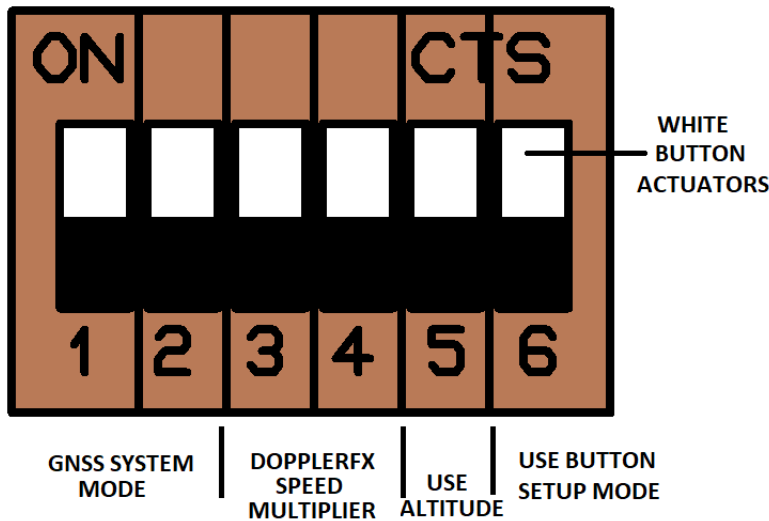 ON CTS
WHITE
BUTTON
ACTUATORS
1 2 3 4 5 6
GNSS SYSTEM
MODE
DOPPLERFX
SPEED
MULTIPLIER
USE
ALTITUDE
USE BUTTON
SETUP MODE